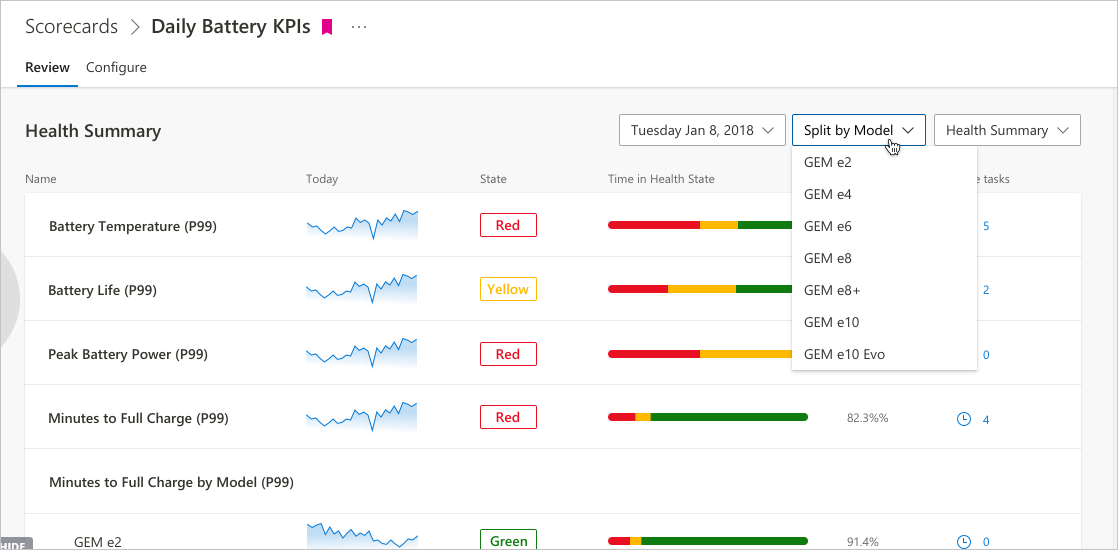 Scorecards > Daily Battery KPIs ...
Review Configure
Health Summary
Tuesday Jan 8, 2018 Split by Model Health Summary
GEM e2
GEM e4
GEM e6
GEM e8
GEM e8+
GEM e10
GEM e10 Evo
Name Today State Time in Health State tasks
Battery Temperature (P99) Red 5
Battery Life (P99) Yellow 2
Peak Battery Power (P99) Red 0
Minutes to Full Charge (P99) Red 82.3%% 4
Minutes to Full Charge by Model (P99)
GEM e2 Green 91.4% 0
HIDE